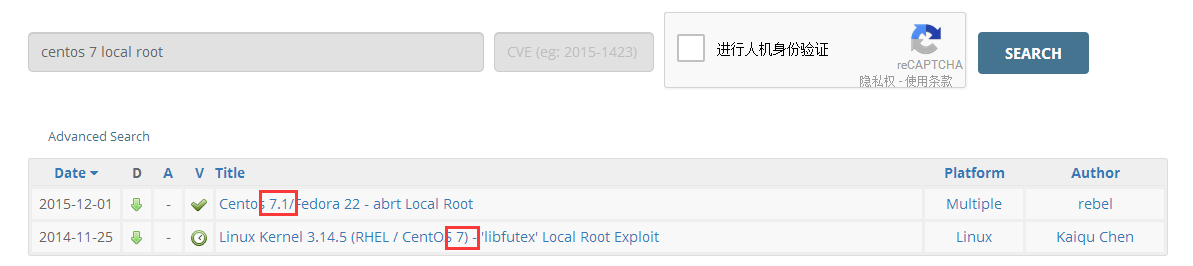 centos 7 local root CVE (eg: 2015-1423) 进行人机身份验证 SEARCH
reCAPTCHA
隐私权 - 使用条款
Advanced Search
Date D A V Title Platform Author
2015-12-01 - Centos 7.1/Fedora 22 - abrt Local Root Multiple rebel
2014-11-25 - Linux Kernel 3.14.5 (RHEL / CentOS 7) - 'libfutex' Local Root Exploit Linux Kaiqu Chen